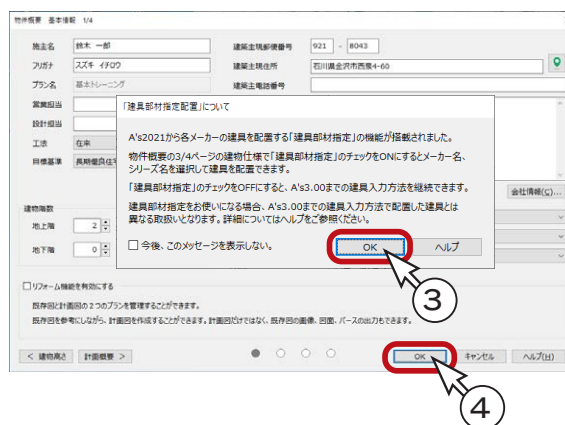 物件概要 基本情報 1/4
施主名 鈴木 一郎 建築主現郵便番号 921 - 8043
フリガナ スズキ イチロウ 建築主現住所 石川県金沢市西泉4-60
プラン名 基本トレーニング 建築主電話番号
営業担当
設計担当
工法 在来
目標基準 長期優良住宅
「建具部材指定配置」について
A's2021から各メーカーの建具を配置する「建具部材指定」の機能が搭載されました。
物件概要の3/4ページの建物仕様で「建具部材指定」のチェックをONにするとメーカー名、
シリーズ名を選択して建具を配置できます。
「建具部材指定」のチェックをOFFにすると、A's3.00までの建具入力方法を継続できます。
建具部材指定をお使いになる場合、A's3.00までの建具入力方法で配置した建具とは
異なる取扱いとなります。詳細についてはヘルプをご参照ください。
今後、このメッセージを表示しない。 OK ヘルプ
会社情報(C)...
建物階数
地上階 2
地下階 0
③
リフォーム機能を有効にする
既存図と計画図の2つのプランを管理することができます。
既存図を参考にしながら、計画図を作成することができます。計画図だけではなく、既存図の画像、図面、パースの出力もできます。
< 建物高さ 計画概要 > OK キャンセル ヘルプ(H)
④